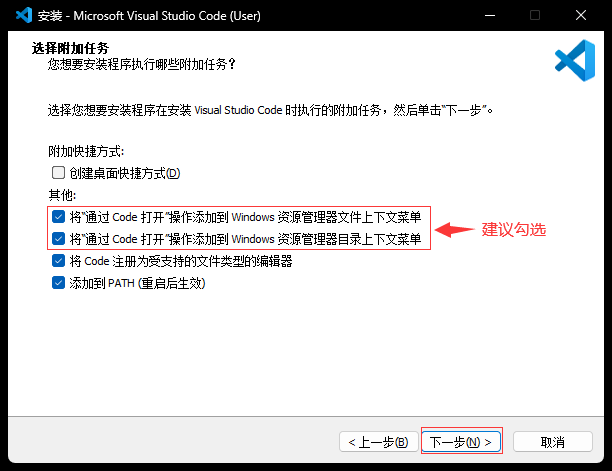 安装 - Microsoft Visual Studio Code (User)
选择附加任务
您想要安装程序执行哪些附加任务？
选择您想要安装程序在安装 Visual Studio Code 时执行的附加任务，然后单击“下一步”。
附加快捷方式:
创建桌面快捷方式(D)
其他:
将“通过 Code 打开”操作添加到 Windows 资源管理器文件上下文菜单
将“通过 Code 打开”操作添加到 Windows 资源管理器目录上下文菜单
建议勾选
将 Code 注册为受支持的文件类型的编辑器
添加到 PATH (重启后生效)
< 上一步(B)
下一步(N) >
取消